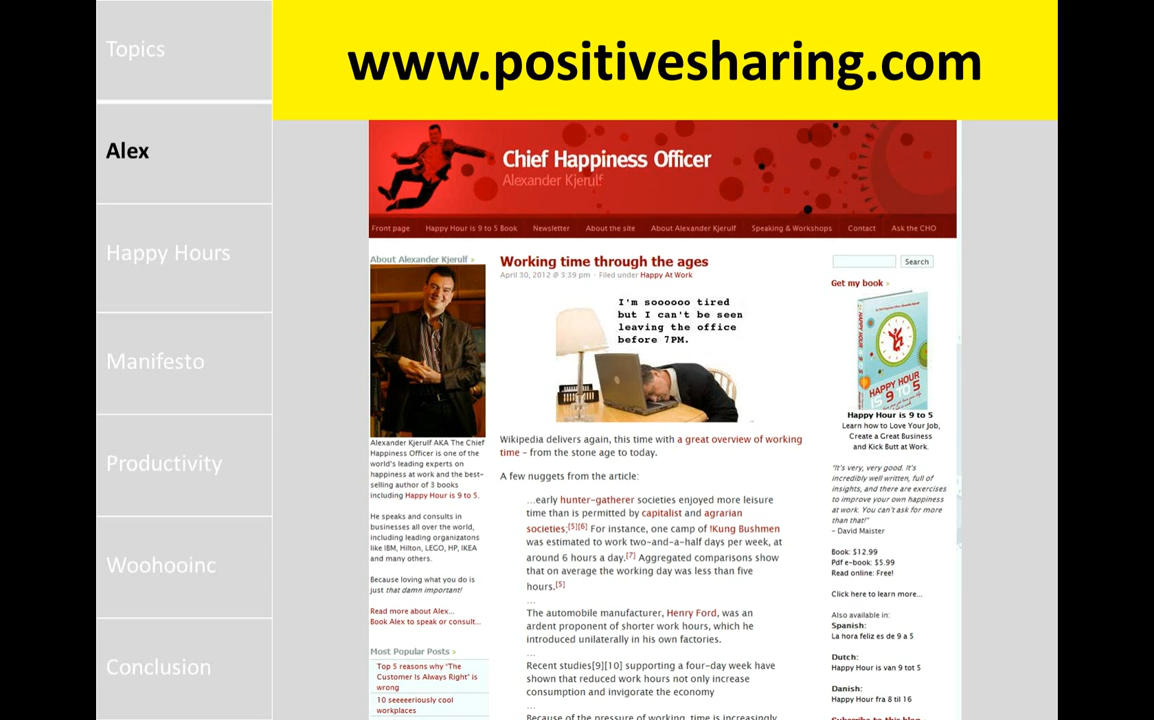 Topics
Alex
Happy Hours
Manifesto
Productivity
Woohooinc
Conclusion
www.positivesharing.com
Chief Happiness Officer
Alexander Kjerulf
Front page
Happy Hour is 9 to 5 Book
Newsletter
About the site
About Alexander Kjerulf
Speaking & Workshops
Contact
Ask the CHO
About Alexander Kjerulf »
Alexander Kjerulf AKA The Chief
Happiness Officer is one of the
world's leading experts on
happiness at work and the best-
selling author of 3 books
including Happy Hour is 9 to 5.
He speaks and consults in
businesses all over the world,
including leading organizatons
like IBM, Hilton, LEGO, HP, IKEA
and many others.
Because loving what you do is
just that damn important!
Read more about Alex...
Book Alex to speak or consult...
Most Popular Posts »
Top 5 reasons why "The
Customer Is Always Right" is
wrong
10 seeeeeriously cool
workplaces
Working time through the ages
April 30, 2012 @ 3:39 pm · Filed under Happy At Work
I'm soooooo tired
but I can't be seen
leaving the office
before 7PM.
Wikipedia delivers again, this time with a great overview of working
time – from the stone age to today.
A few nuggets from the article:
…early hunter-gatherer societies enjoyed more leisure
time than is permitted by capitalist and agrarian
societies;[5][6] For instance, one camp of !Kung Bushmen
was estimated to work two-and-a-half days per week, at
around 6 hours a day.[7] Aggregated comparisons show
that on average the working day was less than five
hours.[5]
…
The automobile manufacturer, Henry Ford, was an
ardent proponent of shorter work hours, which he
introduced unilaterally in his own factories.
…
Recent studies[9][10] supporting a four-day week have
shown that reduced work hours not only increase
consumption and invigorate the economy
…
Because of the pressure of working, time is increasingly
Search
Get my book »
HAPPY HOUR
IS 9 TO 5
Happy Hour is 9 to 5
Learn how to Love Your Job,
Create a Great Business
and Kick Butt at Work.
"It's very, very good. It's
incredibly well written, full of
insights, and there are exercises
to improve your own happiness
at work. You can't ask for more
than that!"
– David Maister
Book: $12.99
Pdf e-book: $5.99
Read online: Free!
Click here to learn more...
Also available in:
Spanish:
La hora feliz es de 9 a 5
Dutch:
Happy Hour is van 9 tot 5
Danish:
Happy Hour fra 8 til 16
Subscribe to this blog